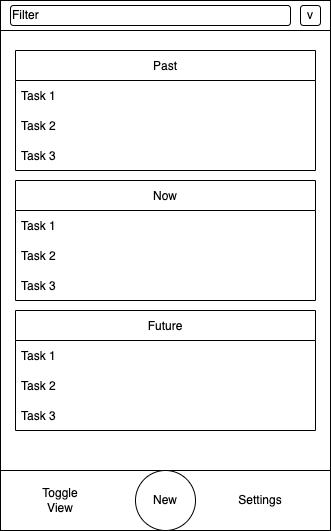 Filter
v
Past
Task 1
Task 2
Task 3
Now
Task 1
Task 2
Task 3
Future
Task 1
Task 2
Task 3
Toggle
View
New
Settings